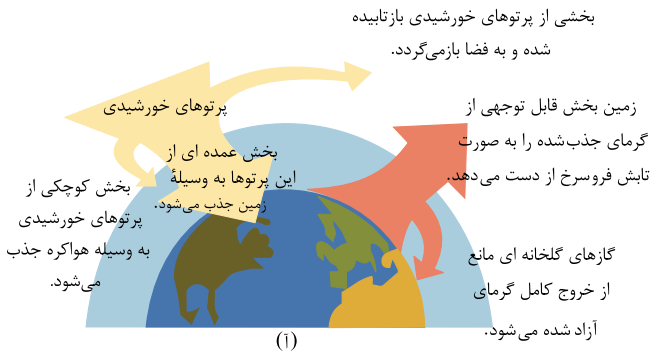 بخشی از پرتوهای خورشیدی بازتابیده
شده و به فضا بازمی‌گردد.
پرتوهای خورشیدی
زمین بخش قابل توجهی از
گرمای جذب‌شده را به صورت
تابش فروسرخ از دست می‌دهد.
بخش عمده ای از
این پرتوها به وسیلۀ
زمین جذب می‌شود.
بخش کوچکی از
پرتوهای خورشیدی
به وسیله هواکره جذب
می‌شود.
گازهای گلخانه ای مانع
از خروج کامل گرمای
آزاد شده می‌شود.
(آ)